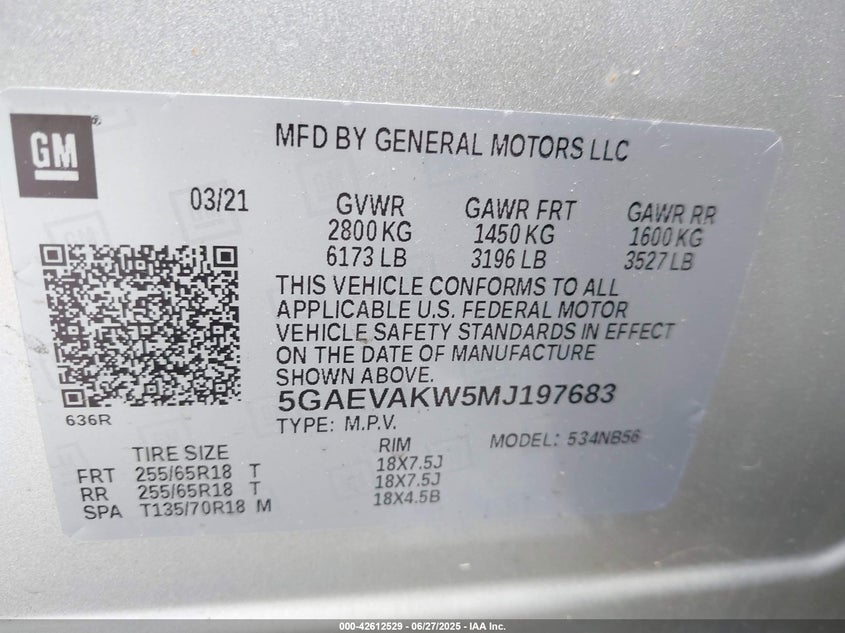 GM
MFD BY GENERAL MOTORS LLC
03/21
GVWR GAWR FRT GAWR RR
2800 KG 1450 KG 1600 KG
6173 LB 3196 LB 3527 LB
THIS VEHICLE CONFORMS TO ALL
APPLICABLE U.S. FEDERAL MOTOR
VEHICLE SAFETY STANDARDS IN EFFECT
ON THE DATE OF MANUFACTURE
SHOWN ABOVE.
5GAEVAKW5MJ197683
636R
TYPE: M.P.V. MODEL: 534NB56
TIRE SIZE RIM
FRT 255/65R18 T 18X7.5J
RR 255/65R18 T 18X7.5J
SPA T135/70R18 M 18X4.5B
000-42612529 - 06/27/2025 - IAA Inc.